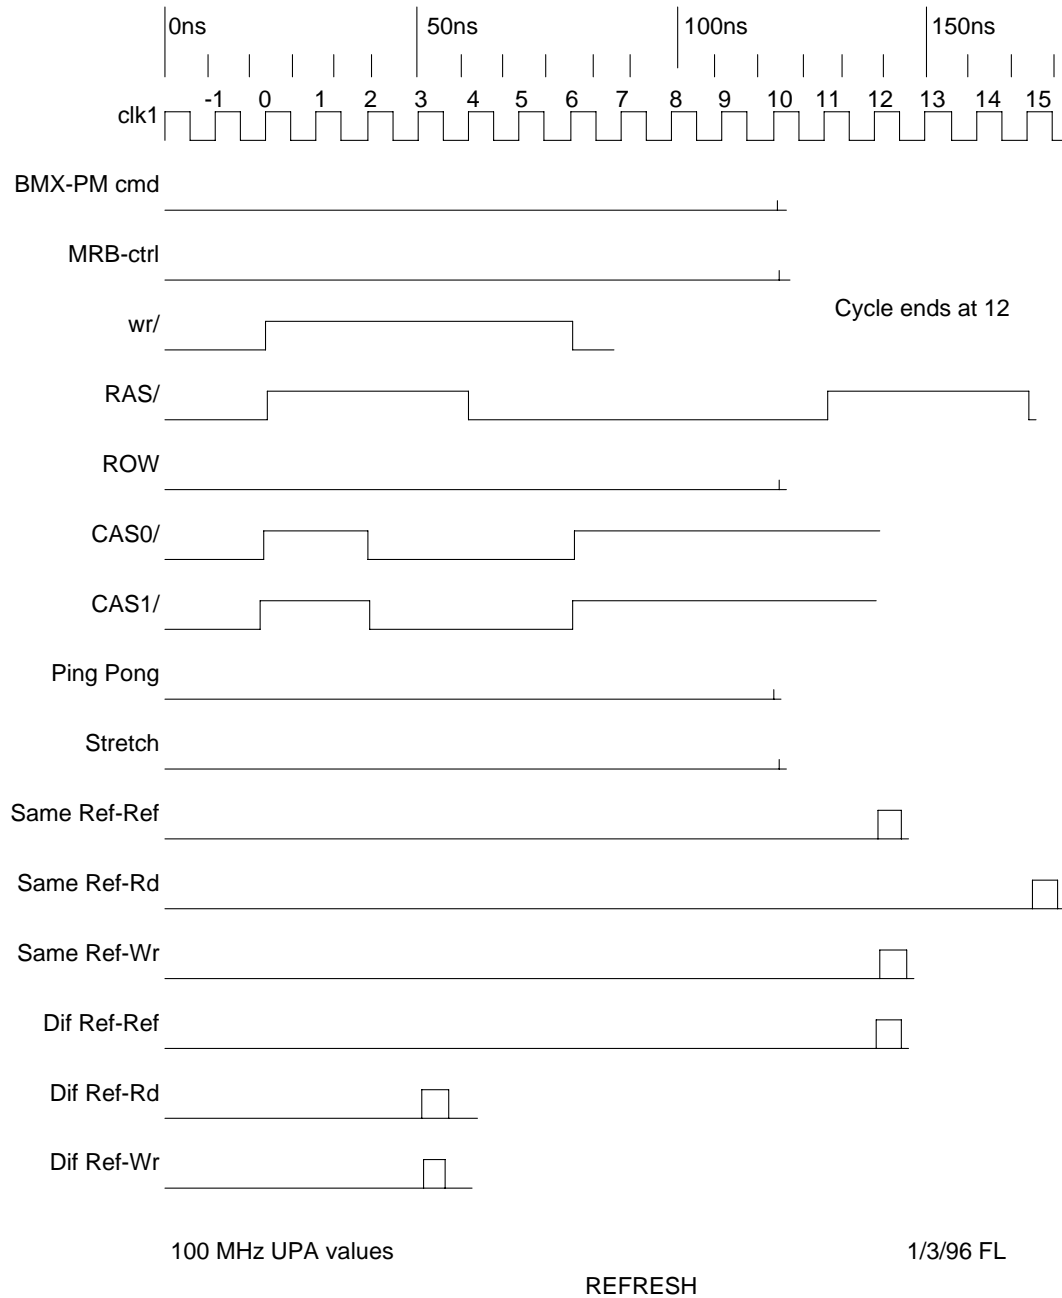 0ns 50ns 100ns 150ns
-1 0 1 2 3 4 5 6 7 8 9 10 11 12 13 14 15
clk1
BMX-PM cmd
MRB-ctrl
Cycle ends at 12
wr/
RAS/
ROW
CAS0/
CAS1/
Ping Pong
Stretch
Same Ref-Ref
Same Ref-Rd
Same Ref-Wr
Dif Ref-Ref
Dif Ref-Rd
Dif Ref-Wr
100 MHz UPA values 1/3/96 FL
REFRESH